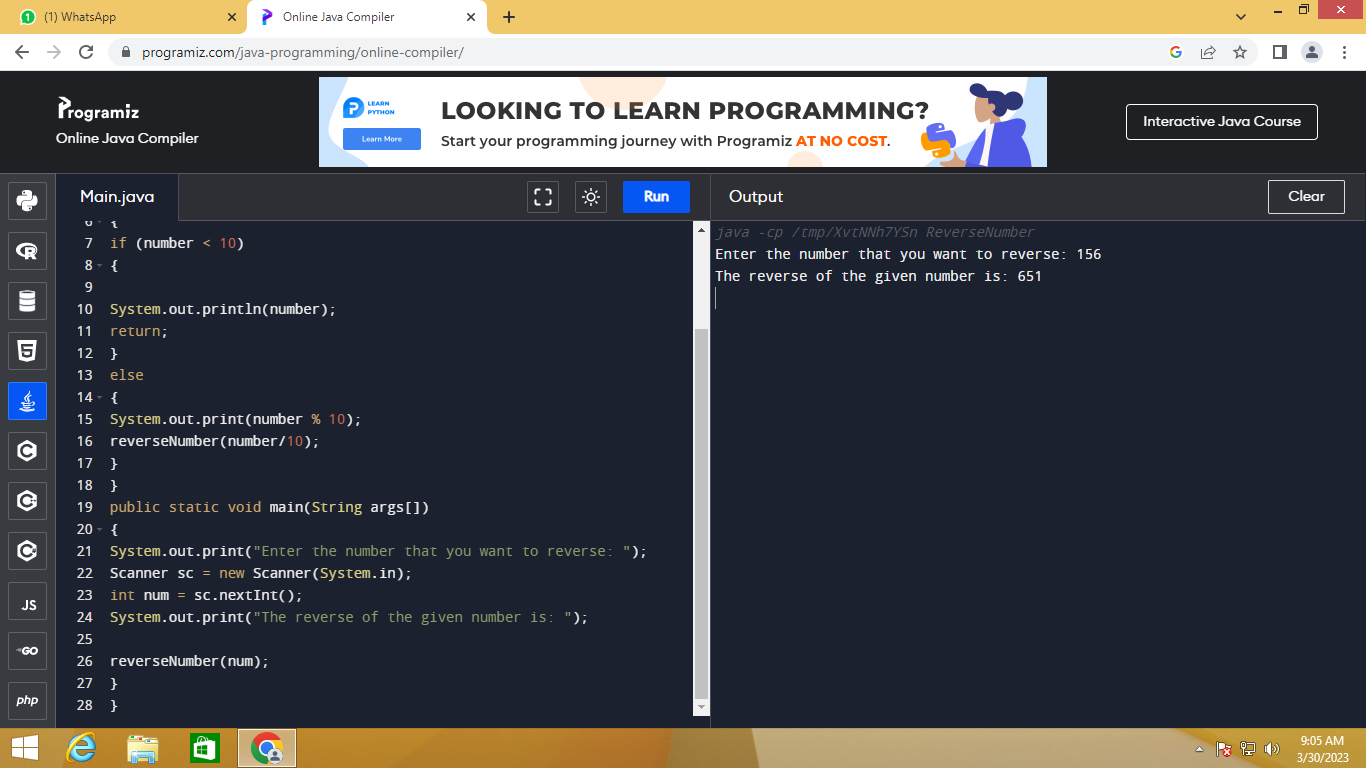 (1) WhatsApp
Online Java Compiler
programiz.com/java-programming/online-compiler/
Programiz
Online Java Compiler
LEARN
PYTHON
Learn More
LOOKING TO LEARN PROGRAMMING?
Start your programming journey with Programiz AT NO COST.
Interactive Java Course
Main.java
Run
Output
Clear
6 {
7 if (number < 10)
8 {
9
10 System.out.println(number);
11 return;
12 }
13 else
14 {
15 System.out.print(number % 10);
16 reverseNumber(number/10);
17 }
18 }
19 public static void main(String args[])
20 {
21 System.out.print("Enter the number that you want to reverse: ");
22 Scanner sc = new Scanner(System.in);
23 int num = sc.nextInt();
24 System.out.print("The reverse of the given number is: ");
25
26 reverseNumber(num);
27 }
28 }
java -cp /tmp/XvtNNh7YSn ReverseNumber
Enter the number that you want to reverse: 156
The reverse of the given number is: 651
R
5
C
C
C
JS
GO
php
9:05 AM
3/30/2023